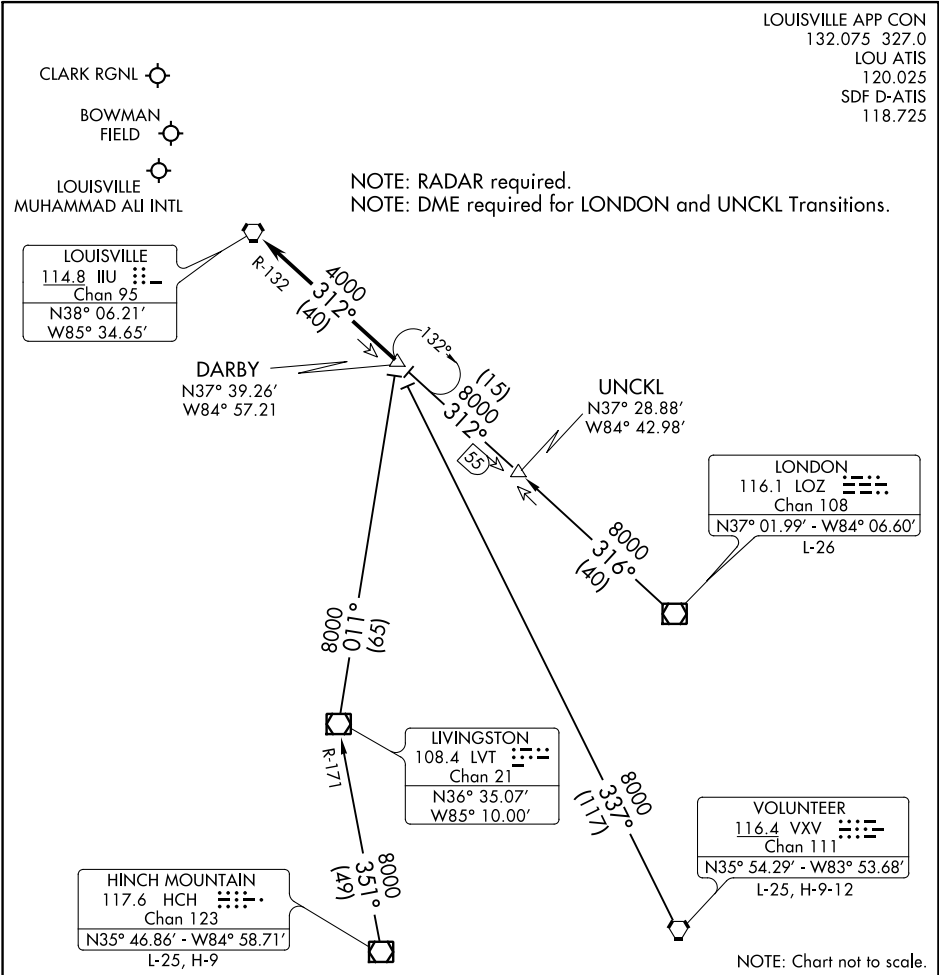 LOUISVILLE APP CON
132.075 327.0
LOU ATIS
120.025
SDF D-ATIS
118.725
CLARK RGNL
BOWMAN
FIELD
LOUISVILLE
MUHAMMAD ALI INTL
NOTE: RADAR required.
NOTE: DME required for LONDON and UNCKL Transitions.
LOUISVILLE
114.8 IIU
Chan 95
N38° 06.21'
W85° 34.65'
R-132
4000
312°
(40)
DARBY
N37° 39.26'
W84° 57.21
132°
(15)
8000
312°
55
UNCKL
N37° 28.88'
W84° 42.98'
LONDON
116.1 LOZ
Chan 108
N37° 01.99' - W84° 06.60'
L-26
8000
316°
(40)
8000
011°
(65)
LIVINGSTON
108.4 LVT
Chan 21
N36° 35.07'
W85° 10.00'
R-171
8000
337°
(117)
VOLUNTEER
116.4 VXV
Chan 111
N35° 54.29' - W83° 53.68'
L-25, H-9-12
8000
351°
(49)
HINCH MOUNTAIN
117.6 HCH
Chan 123
N35° 46.86' - W84° 58.71'
L-25, H-9
NOTE: Chart not to scale.